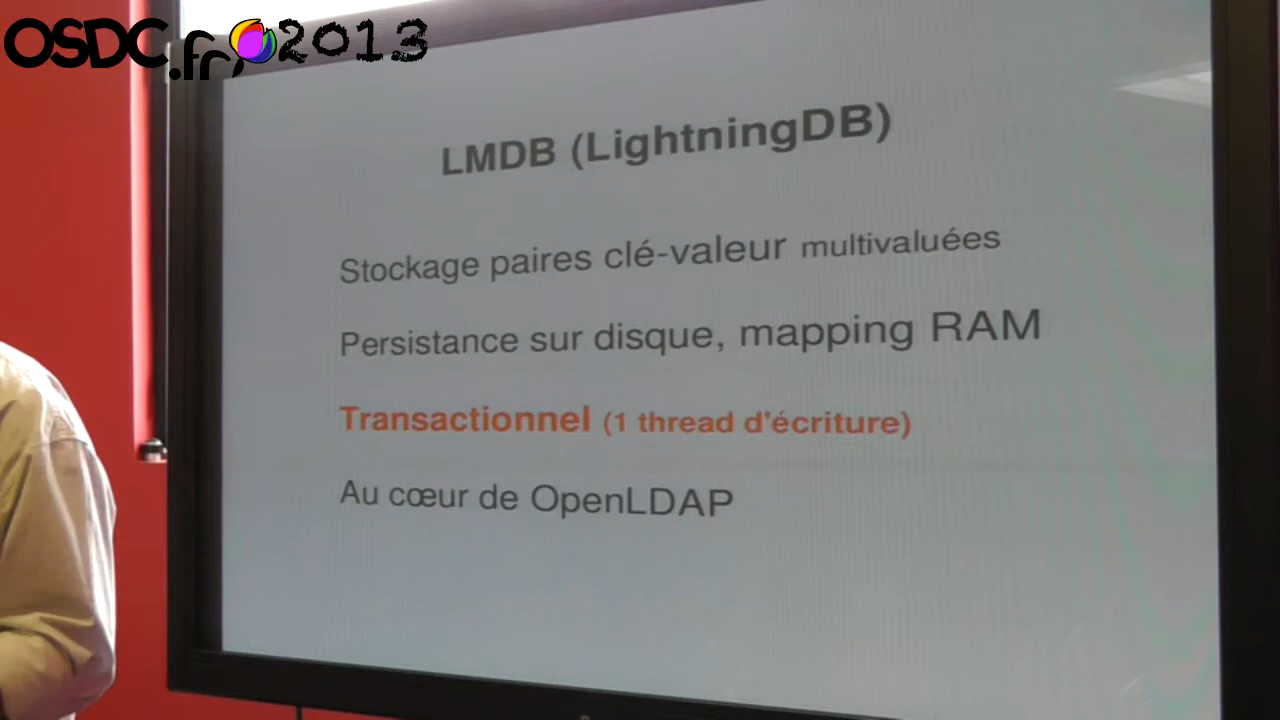 OSDC.fr 2013
LMDB (LightningDB)
Stockage paires clé-valeur multivaluées
Persistance sur disque, mapping RAM
Transactionnel (1 thread d'écriture)
Au cœur de OpenLDAP